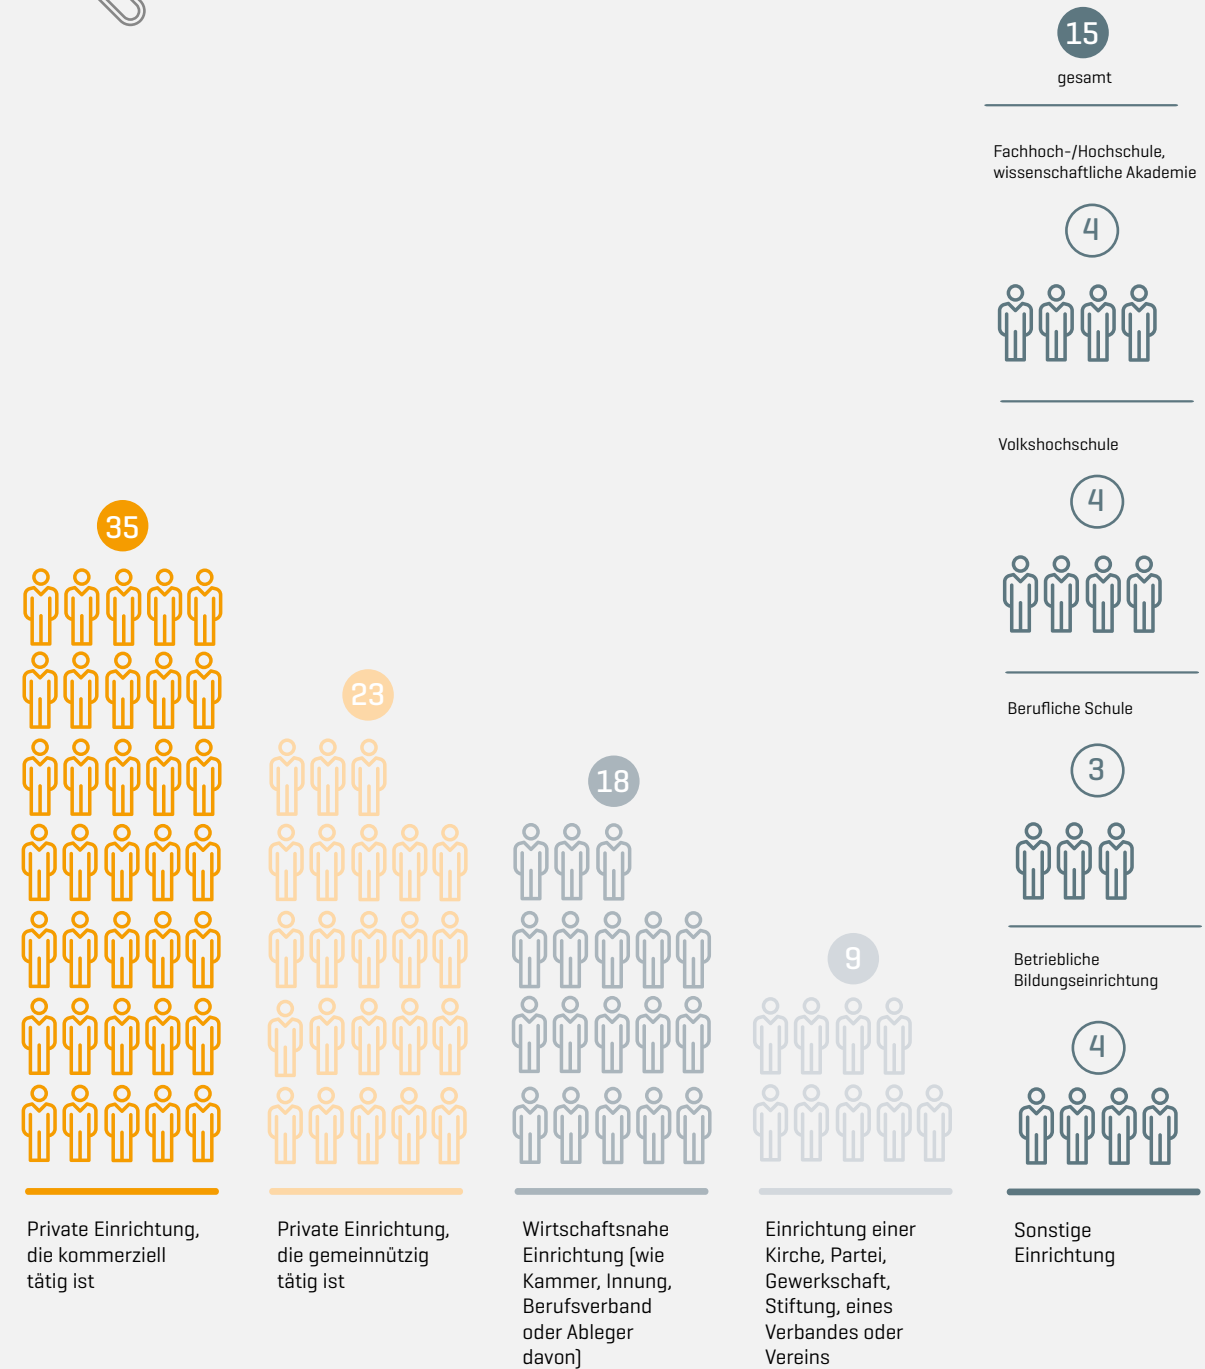 15
gesamt
Fachhoch-/Hochschule,
wissenschaftliche Akademie
4
Volkshochschule
4
Berufliche Schule
3
Betriebliche
Bildungseinrichtung
4
35
23
18
9
Private Einrichtung,
die kommerziell
tätig ist
Private Einrichtung,
die gemeinnützig
tätig ist
Wirtschaftsnahe
Einrichtung (wie
Kammer, Innung,
Berufsverband
oder Ableger
davon)
Einrichtung einer
Kirche, Partei,
Gewerkschaft,
Stiftung, eines
Verbandes oder
Vereins
Sonstige
Einrichtung